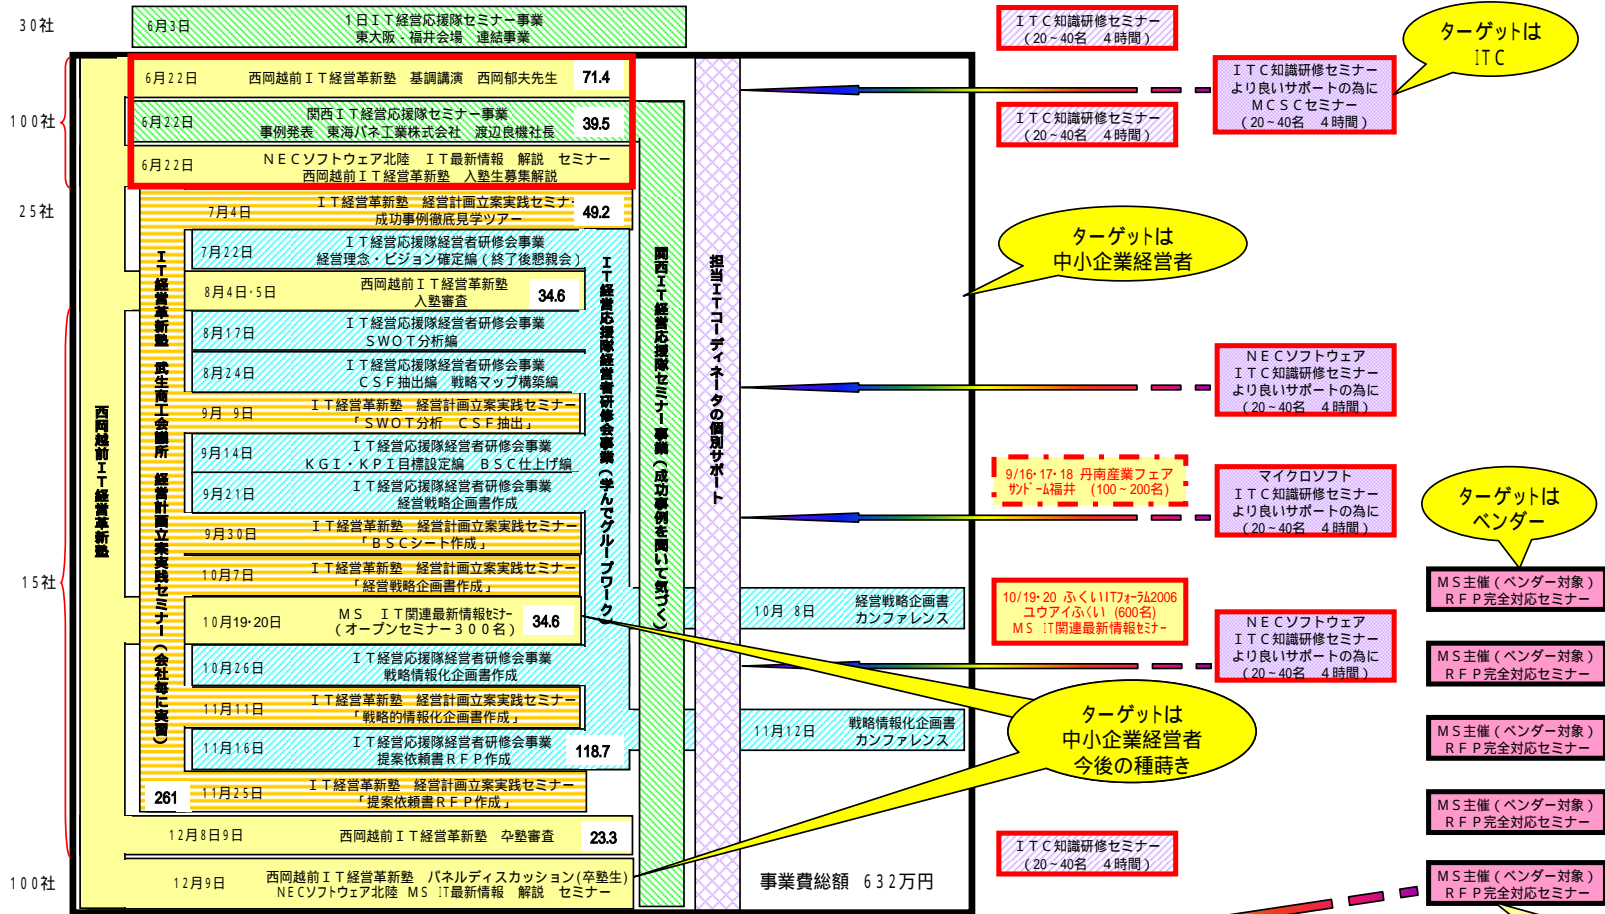 30社
6月3日
1日ＩＴ経営応援隊セミナー事業
東大阪・福井会場　連結事業
100社
6月22日
西岡越前ＩＴ経営革新塾　基調講演　西岡郁夫先生
71.4
6月22日
関西ＩＴ経営応援隊セミナー事業
事例発表　東海バネ工業株式会社　渡辺良機社長
39.5
6月22日
ＮＥＣソフトウェア北陸　ＩＴ最新情報　解説　セミナー
西岡越前ＩＴ経営革新塾　入塾生募集解説
25社
7月4日
ＩＴ経営革新塾　経営計画立案実践セミナー
成功事例徹底見学ツアー
49.2
7月22日
ＩＴ経営応援隊経営者研修会事業
経営理念・ビジョン確定編（終了後懇親会）
8月4日･5日
西岡越前ＩＴ経営革新塾
入塾審査
34.6
15社
8月17日
ＩＴ経営応援隊経営者研修会事業
ＳＷＯＴ分析編
8月24日
ＩＴ経営応援隊経営者研修会事業
ＣＳＦ抽出編　戦略マップ構築編
9月 9日
ＩＴ経営革新塾　経営計画立案実践セミナー
「ＳＷＯＴ分析　ＣＳＦ抽出」
9月14日
ＩＴ経営応援隊経営者研修会事業
ＫＧＩ・ＫＰＩ目標設定編　ＢＳＣ仕上げ編
9月21日
ＩＴ経営応援隊経営者研修会事業
経営戦略企画書作成
9月30日
ＩＴ経営革新塾　経営計画立案実践セミナー
「ＢＳＣシート作成」
10月7日
ＩＴ経営革新塾　経営計画立案実践セミナー
「経営戦略企画書作成」
10月19･20日
ＭＳ　ＩＴ関連最新情報ｾﾐﾅｰ
（オープンセミナー３００名）
34.6
10月26日
ＩＴ経営応援隊経営者研修会事業
戦略情報化企画書作成
11月11日
ＩＴ経営革新塾　経営計画立案実践セミナー
「戦略的情報化企画書作成」
11月16日
ＩＴ経営応援隊経営者研修会事業
提案依頼書ＲＦＰ作成
118.7
261
11月25日
ＩＴ経営革新塾　経営計画立案実践セミナー
「提案依頼書ＲＦＰ作成」
12月8日9日
西岡越前ＩＴ経営革新塾　卒塾審査
23.3
100社
12月9日
西岡越前ＩＴ経営革新塾　パネルディスカッション(卒塾生)
NECソフトウェア北陸 MS IT最新情報 解説 セミナー
西岡越前ＩＴ経営革新塾
ＩＴ経営革新塾　武生商工会議所　経営計画立案実践セミナー（会社毎に実習）
ＩＴ経営応援隊経営者研修会事業（学んでグループワーク）
関西ＩＴ経営応援隊セミナー事業（成功事例を聞いて気づく）
担当ＩＴコーディネータの個別サポート
10月 8日
経営戦略企画書
カンファレンス
11月12日
戦略情報化企画書
カンファレンス
事業費総額　632万円
ＩＴＣ知識研修セミナー
(20~40名　4時間)
ＩＴＣ知識研修セミナー
(20~40名　4時間)
ターゲットは
ITC
ＩＴＣ知識研修セミナー
より良いサポートの為に
ＭＣＳＣセミナー
(20~40名　4時間)
ターゲットは
中小企業経営者
ＮＥＣソフトウェア
ＩＴＣ知識研修セミナー
より良いサポートの為に
(20~40名　4時間)
9/16･17･18 丹南産業フェア
ｻﾝﾄﾞｰﾑ福井　(100~200名)
マイクロソフト
ＩＴＣ知識研修セミナー
より良いサポートの為に
(20~40名　4時間)
ターゲットは
ベンダー
10/19･20 ふくいITﾌｫｰﾗﾑ2006
ユウアイふくい (600名)
MS IT関連最新情報ｾﾐﾅｰ
ＮＥＣソフトウェア
ＩＴＣ知識研修セミナー
より良いサポートの為に
(20~40名　4時間)
ターゲットは
中小企業経営者
今後の種蒔き
ＩＴＣ知識研修セミナー
(20~40名　4時間)
ＭＳ主催（ベンダー対象）
ＲＦＰ完全対応セミナー
ＭＳ主催（ベンダー対象）
ＲＦＰ完全対応セミナー
ＭＳ主催（ベンダー対象）
ＲＦＰ完全対応セミナー
ＭＳ主催（ベンダー対象）
ＲＦＰ完全対応セミナー
ＭＳ主催（ベンダー対象）
ＲＦＰ完全対応セミナー